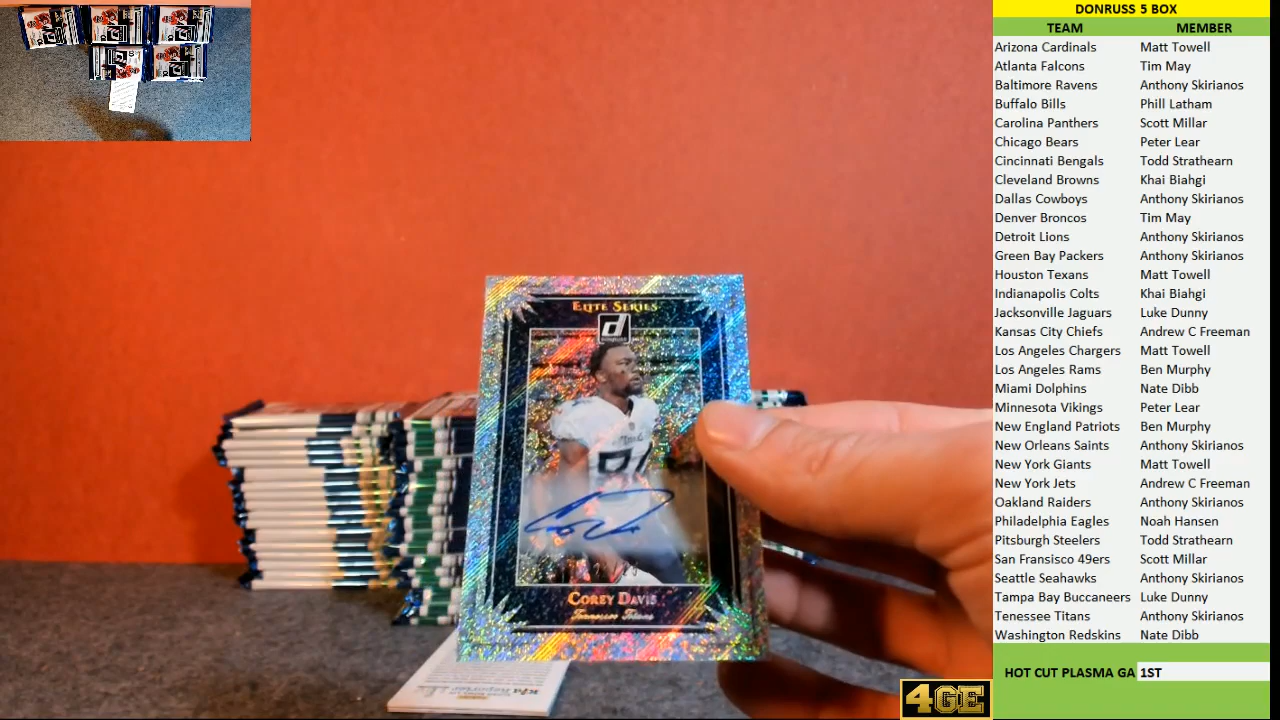 DONRUSS 5 BOX
TEAM MEMBER
Arizona Cardinals Matt Towell
Atlanta Falcons Tim May
Baltimore Ravens Anthony Skirianos
Buffalo Bills Phill Latham
Carolina Panthers Scott Millar
Chicago Bears Peter Lear
Cincinnati Bengals Todd Strathearn
Cleveland Browns Khai Biahgi
Dallas Cowboys Anthony Skirianos
Denver Broncos Tim May
Detroit Lions Anthony Skirianos
Green Bay Packers Anthony Skirianos
Houston Texans Matt Towell
Indianapolis Colts Khai Biahgi
Jacksonville Jaguars Luke Dunny
Kansas City Chiefs Andrew C Freeman
Los Angeles Chargers Matt Towell
Los Angeles Rams Ben Murphy
Miami Dolphins Nate Dibb
Minnesota Vikings Peter Lear
New England Patriots Ben Murphy
New Orleans Saints Anthony Skirianos
New York Giants Matt Towell
New York Jets Andrew C Freeman
Oakland Raiders Anthony Skirianos
Philadelphia Eagles Noah Hansen
Pitsburgh Steelers Todd Strathearn
San Fransisco 49ers Scott Millar
Seattle Seahawks Anthony Skirianos
Tampa Bay Buccaneers Luke Dunny
Tenessee Titans Anthony Skirianos
Washington Redskins Nate Dibb
HOT CUT PLASMA GA 1ST
4GE
ELITE SERIES
d
COREY DAVIS
Tennessee Titans